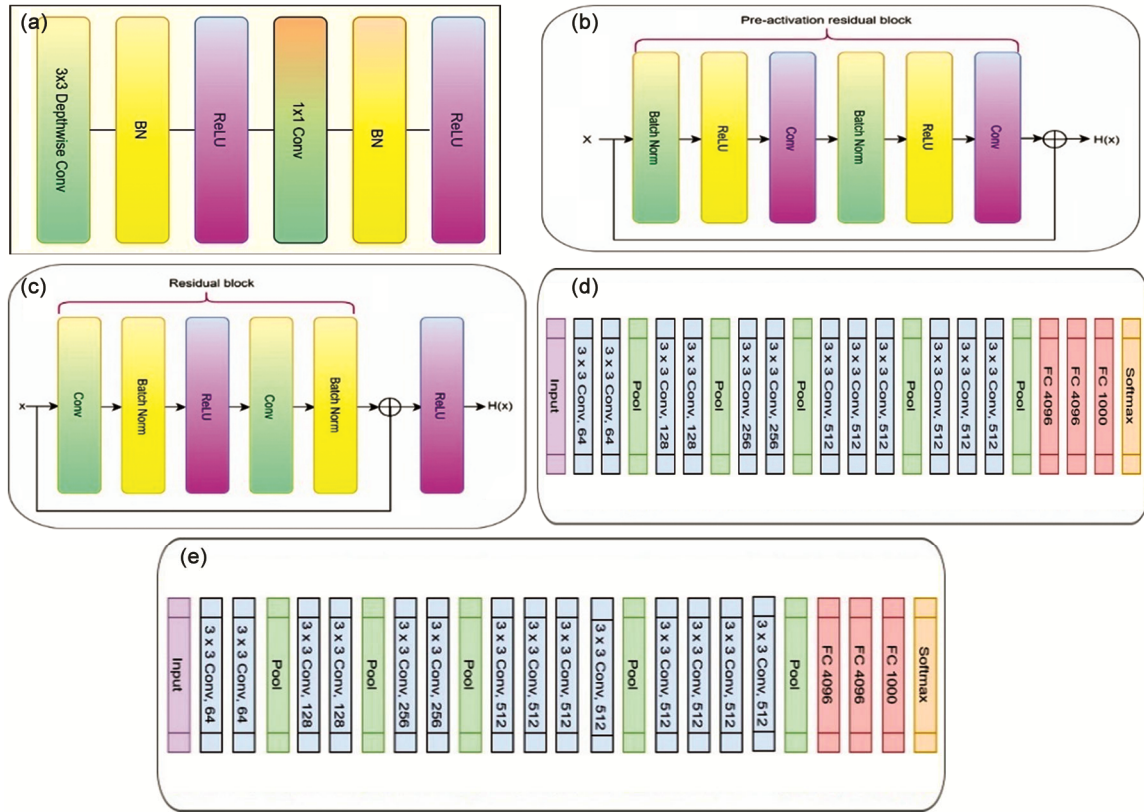 (a)
3x3 Depthwise Conv
BN
ReLU
1x1 Conv
BN
ReLU
(b)
Pre-activation residual block
X
Batch Norm
ReLU
Conv
Batch Norm
ReLU
Conv
H(x)
(c)
Residual block
x
Conv
Batch Norm
ReLU
Conv
Batch Norm
ReLU
H(x)
(d)
Input
3 x 3 Conv, 64
3 x 3 Conv, 64
Pool
3 x 3 Conv, 128
3 x 3 Conv, 128
Pool
3 x 3 Conv, 256
3 x 3 Conv, 256
Pool
3 x 3 Conv, 512
3 x 3 Conv, 512
3 x 3 Conv, 512
Pool
3 x 3 Conv, 512
3 x 3 Conv, 512
3 x 3 Conv, 512
Pool
FC 4096
FC 4096
FC 1000
Softmax
(e)
Input
3 x 3 Conv, 64
3 x 3 Conv, 64
Pool
3 x 3 Conv, 128
3 x 3 Conv, 128
Pool
3 x 3 Conv, 256
3 x 3 Conv, 256
Pool
3 x 3 Conv, 512
3 x 3 Conv, 512
3 x 3 Conv, 512
3 x 3 Conv, 512
Pool
3 x 3 Conv, 512
3 x 3 Conv, 512
3 x 3 Conv, 512
3 x 3 Conv, 512
Pool
FC 4096
FC 4096
FC 1000
Softmax